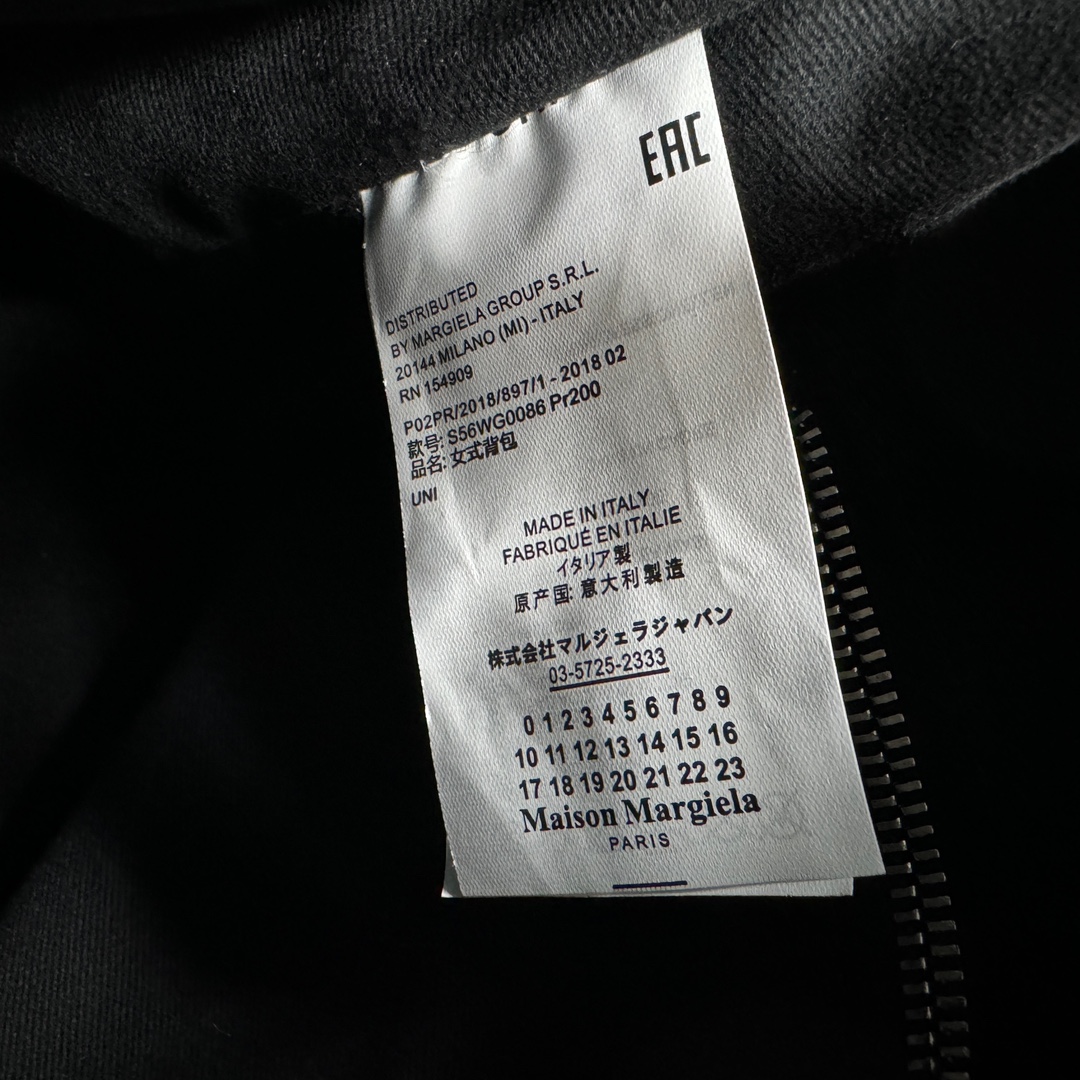 EAC
DISTRIBUTED
BY MARGIELA GROUP S.R.L.
20144 MILANO (MI) - ITALY
RN 154909
P02PR/2018/897/1 - 2018 02
款号: S56WG0086 Pr200
品名: 女式背包
UNI
MADE IN ITALY
FABRIQUÉ EN ITALIE
イタリア製
原产国: 意大利製造
株式会社マルジェラジャパン
03-5725-2333
0 1 2 3 4 5 6 7 8 9
10 11 12 13 14 15 16
17 18 19 20 21 22 23
Maison Margiela
PARIS